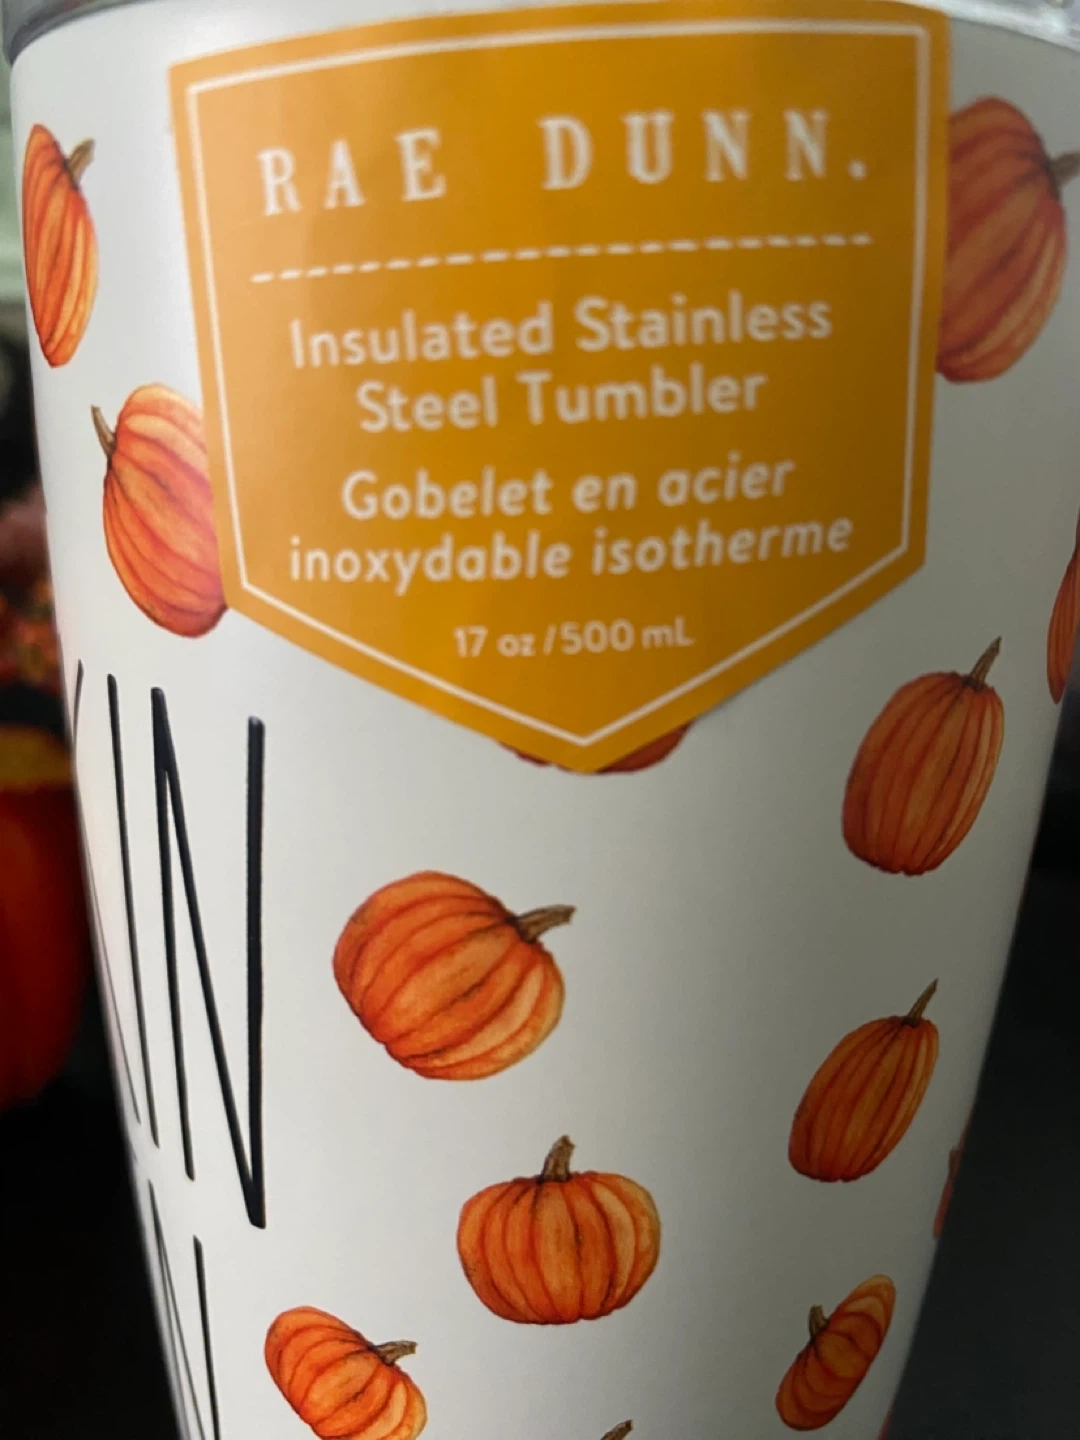 RAE DUNN.
Insulated Stainless
Steel Tumbler
Gobelet en acier
inoxydable isotherme
17 oz / 500 mL